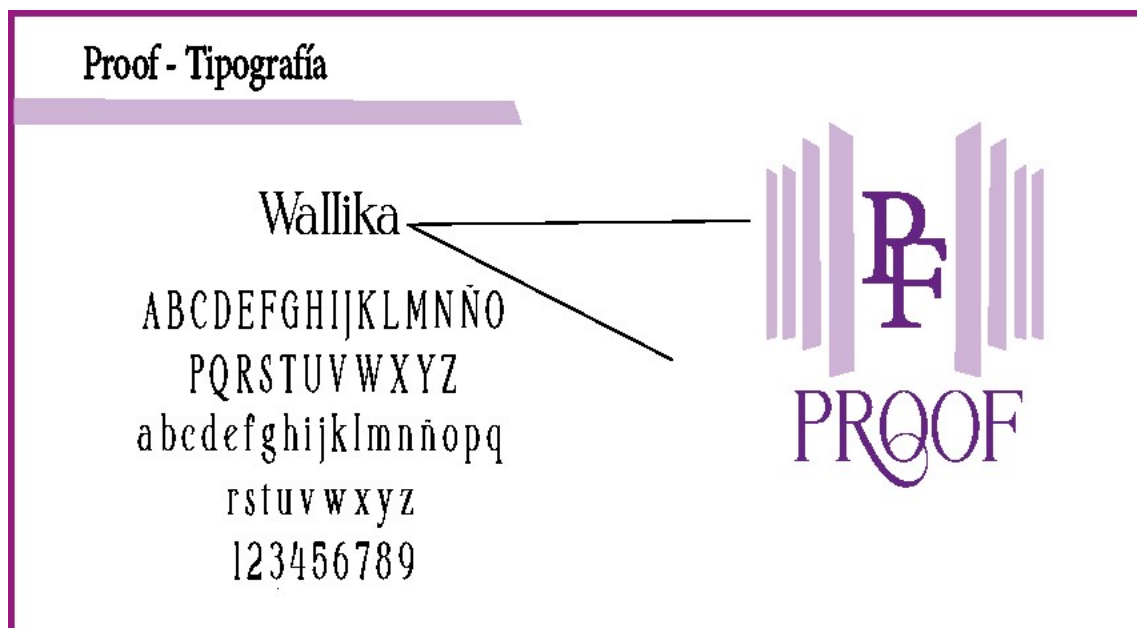 Proof - Tipografía
Wallika
ABCDEFGHIJKLMNÑO
PQRSTUVWXYZ
abcdefghijklmnñopq
rstuvwxyz
123456789
PF
PROOF